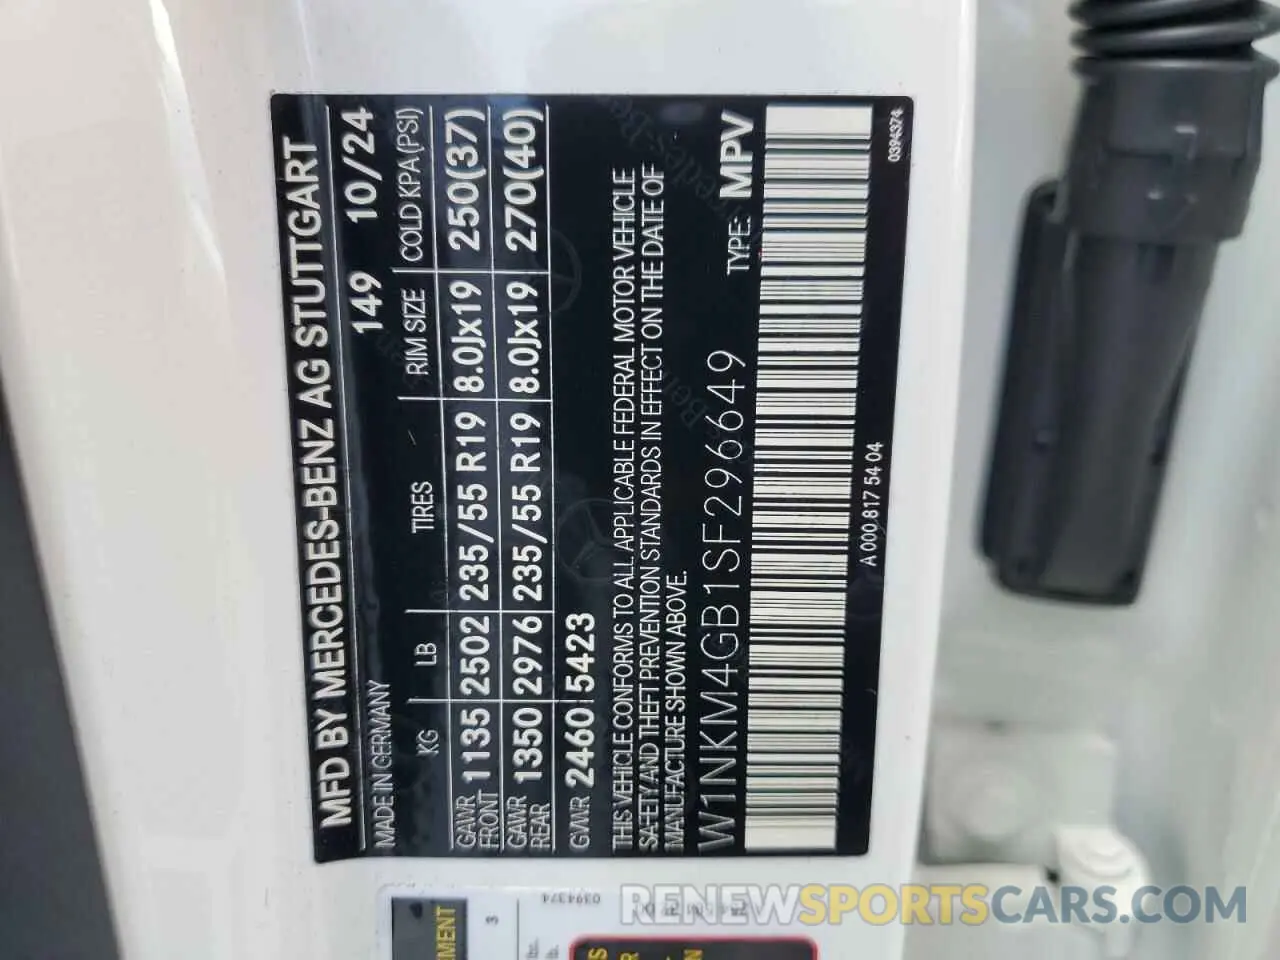 MFD BY MERCEDES-BENZ AG STUTTGART
MADE IN GERMANY 149 10/24
KG LB TIRES RIM SIZE COLD KPA(PSI)
GAWR FRONT 1135 2502 235/55 R19 8.0Jx19 250(37)
GAWR REAR 1350 2976 235/55 R19 8.0Jx19 270(40)
GVWR 2460 5423
THIS VEHICLE CONFORMS TO ALL APPLICABLE FEDERAL MOTOR VEHICLE
SAFETY AND THEFT PREVENTION STANDARDS IN EFFECT ON THE DATE OF
MANUFACTURE SHOWN ABOVE.
W1NKM4GB1SF296649 TYPE: MPV
A 000 817 54 04 0394374
0394374
3
RENEWSPORTSCARS.COM